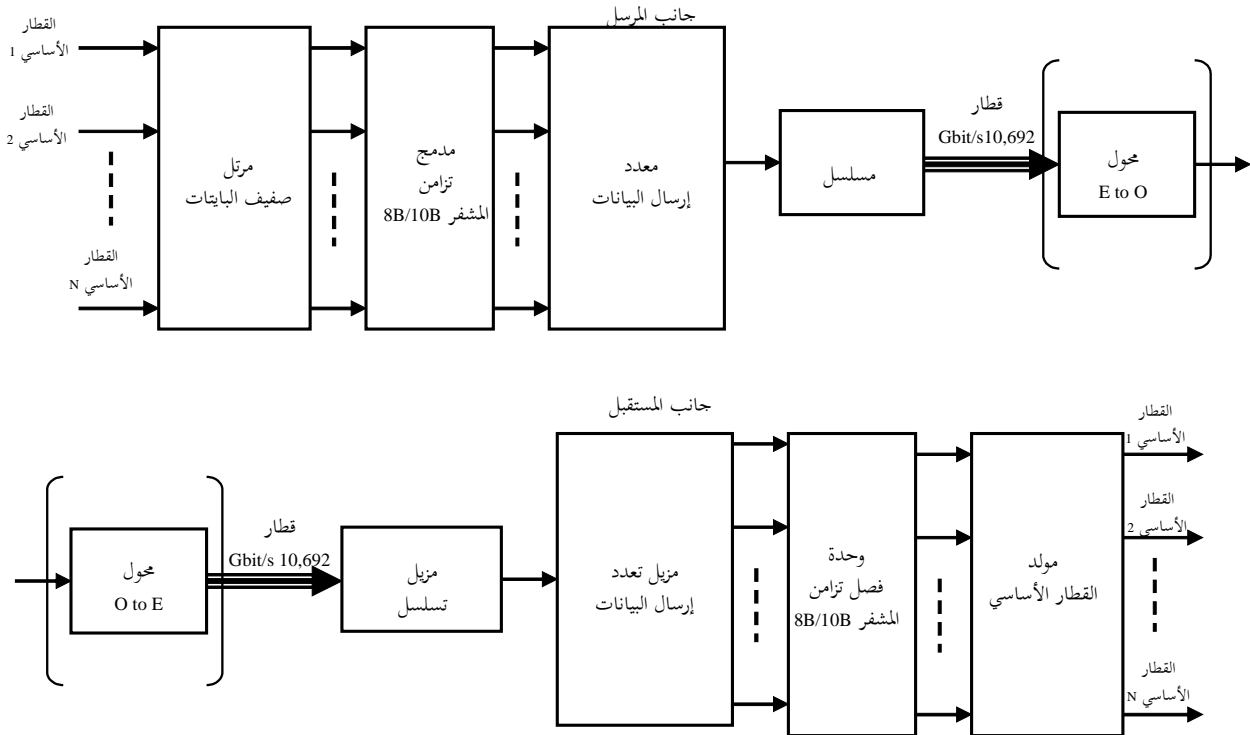 جانب المرسل
القطار
الأساسي 1
القطار
الأساسي 2
القطار
الأساسي N
مرتل
صفيف البايتات
مدمج
تزامن
المشفر 8B/10B
معدد
إرسال البيانات
مسلسل
قطار
Gbit/s10,692
محول
E to O
جانب المستقبل
محول
O to E
قطار
Gbit/s 10,692
مزيل
تسلسل
مزيل تعدد
إرسال البيانات
وحدة
فصل تزامن
المشفر 8B/10B
مولد
القطار الأساسي
القطار
الأساسي 1
القطار
الأساسي 2
القطار
الأساسي N